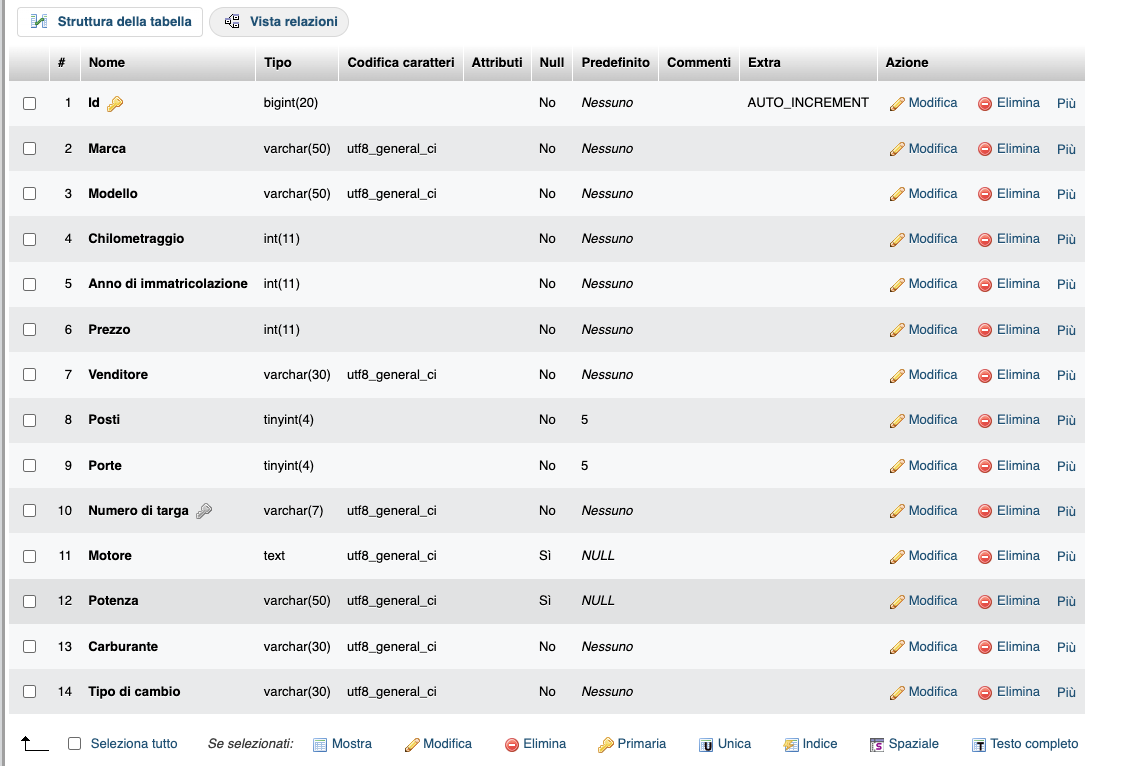 Struttura della tabella Vista relazioni
# Nome Tipo Codifica caratteri Attributi Null Predefinito Commenti Extra Azione
1 Id bigint(20) No Nessuno AUTO_INCREMENT Modifica Elimina Più
2 Marca varchar(50) utf8_general_ci No Nessuno Modifica Elimina Più
3 Modello varchar(50) utf8_general_ci No Nessuno Modifica Elimina Più
4 Chilometraggio int(11) No Nessuno Modifica Elimina Più
5 Anno di immatricolazione int(11) No Nessuno Modifica Elimina Più
6 Prezzo int(11) No Nessuno Modifica Elimina Più
7 Venditore varchar(30) utf8_general_ci No Nessuno Modifica Elimina Più
8 Posti tinyint(4) No 5 Modifica Elimina Più
9 Porte tinyint(4) No 5 Modifica Elimina Più
10 Numero di targa varchar(7) utf8_general_ci No Nessuno Modifica Elimina Più
11 Motore text utf8_general_ci Sì NULL Modifica Elimina Più
12 Potenza varchar(50) utf8_general_ci Sì NULL Modifica Elimina Più
13 Carburante varchar(30) utf8_general_ci No Nessuno Modifica Elimina Più
14 Tipo di cambio varchar(30) utf8_general_ci No Nessuno Modifica Elimina Più
Seleziona tutto Se selezionati: Mostra Modifica Elimina Primaria Unica Indice Spaziale Testo completo